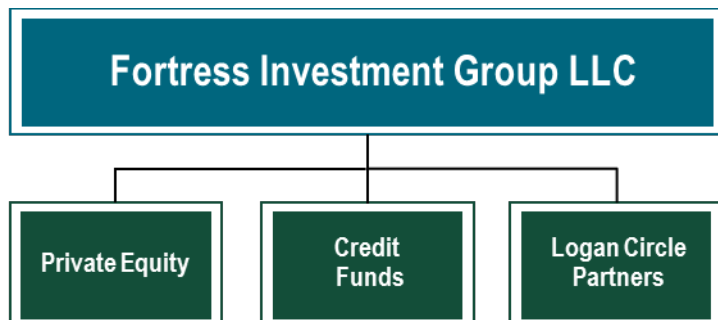 Fortress Investment Group LLC
Private Equity
Credit
Funds
Logan Circle
Partners